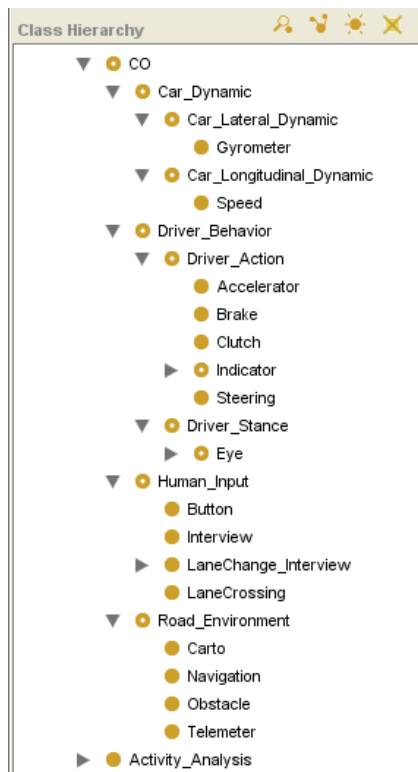 Class Hierarchy
CO
Car_Dynamic
Car_Lateral_Dynamic
Gyrometer
Car_Longitudinal_Dynamic
Speed
Driver_Behavior
Driver_Action
Accelerator
Brake
Clutch
Indicator
Steering
Driver_Stance
Eye
Human_Input
Button
Interview
LaneChange_Interview
LaneCrossing
Road_Environment
Carto
Navigation
Obstacle
Telemeter
Activity_Analysis